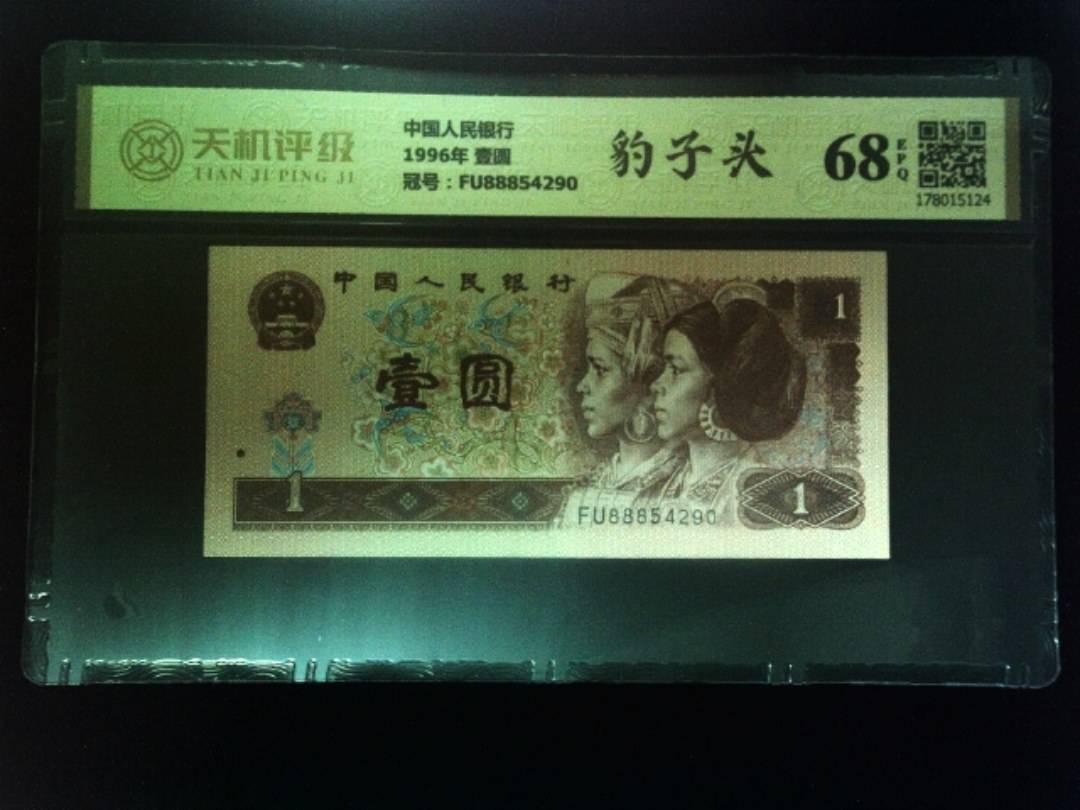 天机评级
TIAN JI PING JI
中国人民银行
1996年 壹圆
冠号：FU88854290
豹子头
68
EPQ
178015124
中国人民银行
1
壹圆
1
1
FU88854290